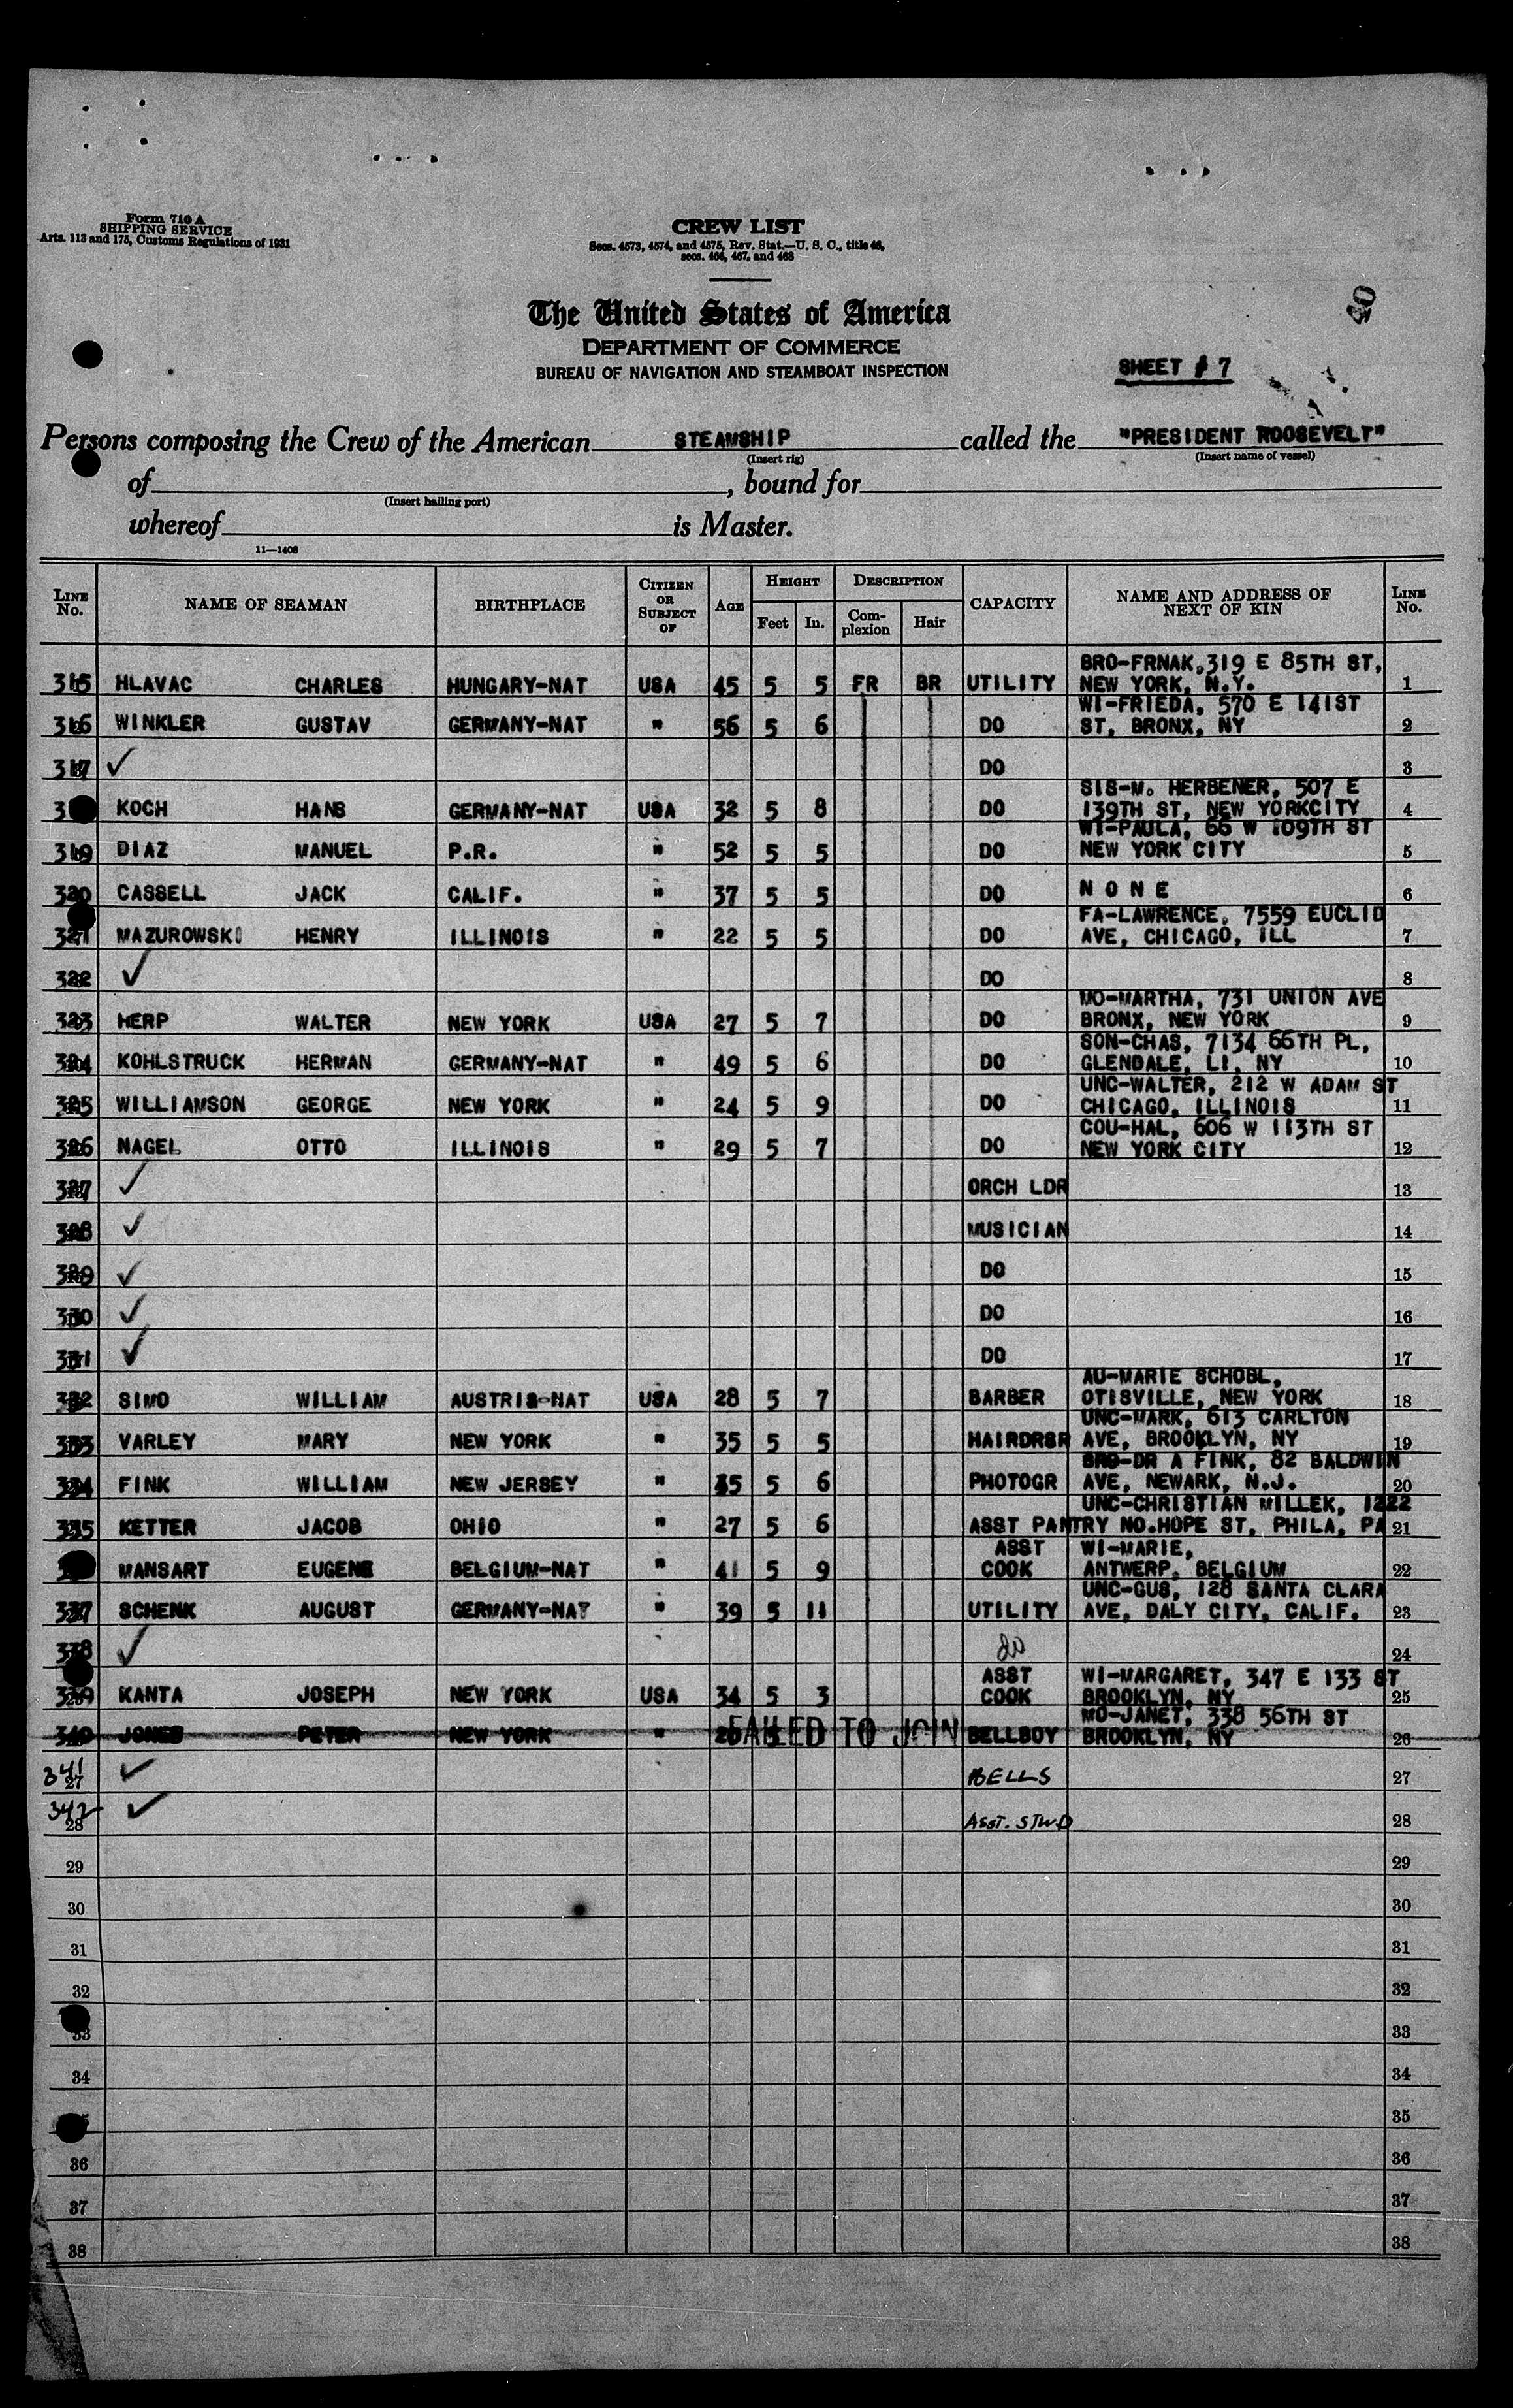 Form 710 A
SHIPPING SERVICE
Arts. 113 and 175, Customs Regulations of 1931
CREW LIST
Secs. 4573, 4574, and 4575, Rev. Stat.—U. S. C., title 46,
secs. 466, 467, and 468
The United States of America
DEPARTMENT OF COMMERCE
BUREAU OF NAVIGATION AND STEAMBOAT INSPECTION
SHEET # 7
Persons composing the Crew of the American STEAMSHIP called the "PRESIDENT ROOSEVELT"
(Insert rig) (Insert name of vessel)
of , bound for
(Insert hailing port)
whereof is Master.
11—1408
LINE No. NAME OF SEAMAN BIRTHPLACE CITIZEN OR SUBJECT OF AGE HEIGHT Feet In. DESCRIPTION Complexion Hair CAPACITY NAME AND ADDRESS OF NEXT OF KIN LINE No.
BRO-FRNAK, 319 E 85TH ST,
315 HLAVAC CHARLES HUNGARY-NAT USA 45 5 5 FR BR UTILITY NEW YORK, N.Y. 1
WI-FRIEDA, 570 E 141ST
316 WINKLER GUSTAV GERMANY-NAT " 56 5 6 DO ST, BRONX, NY 2
317 ✓ DO 3
SIS-M. HERBENER, 507 E
KOCH HANS GERMANY-NAT USA 32 5 8 DO 139TH ST, NEW YORKCITY 4
WI-PAULA, 66 W 109TH ST
319 DIAZ MANUEL P.R. " 52 5 5 DO NEW YORK CITY 5
320 CASSELL JACK CALIF. " 37 5 5 DO N O N E 6
FA-LAWRENCE, 7559 EUCLID
321 MAZUROWSKI HENRY ILLINOIS " 22 5 5 DO AVE, CHICAGO, ILL 7
322 ✓ DO 8
MO-MARTHA, 731 UNION AVE
323 HERP WALTER NEW YORK USA 27 5 7 DO BRONX, NEW YORK 9
SON-CHAS, 7134 66TH PL,
324 KOHLSTRUCK HERMAN GERMANY-NAT " 49 5 6 DO GLENDALE, LI, NY 10
UNC-WALTER, 212 W ADAM ST
325 WILLIAMSON GEORGE NEW YORK " 24 5 9 DO CHICAGO, ILLINOIS 11
COU-HAL, 606 W 113TH ST
326 NAGEL OTTO ILLINOIS " 29 5 7 DO NEW YORK CITY 12
327 ✓ ORCH LDR 13
328 ✓ MUSICIAN 14
329 ✓ DO 15
330 ✓ DO 16
331 ✓ DO 17
AU-MARIE SCHOBL,
332 SIMO WILLIAM AUSTRIA-NAT USA 28 5 7 BARBER OTISVILLE, NEW YORK 18
UNC-MARK, 613 CARLTON
333 VARLEY MARY NEW YORK " 35 5 5 HAIRDRSR AVE, BROOKLYN, NY 19
BRO-DR A FINK, 82 BALDWIN
334 FINK WILLIAM NEW JERSEY " 5 6 PHOTOGR AVE, NEWARK, N.J. 20
UNC-CHRISTIAN MILLEK, 1222
335 KETTER JACOB OHIO " 27 5 6 ASST PANTRY NO.HOPE ST, PHILA, PA 21
ASST WI-MARIE,
MANSART EUGENE BELGIUM-NAT " 41 5 9 COOK ANTWERP, BELGIUM 22
UNC-GUS, 128 SANTA CLARA
337 SCHENK AUGUST GERMANY-NAT " 39 5 11 UTILITY AVE, DALY CITY, CALIF. 23
338 ✓ do 24
ASST WI-MARGARET, 347 E 133 ST
339 KANTA JOSEPH NEW YORK USA 34 5 3 COOK BROOKLYN, NY 25
MO-JANET, 338 56TH ST
340 JONES PETER NEW YORK " FAILED TO JOIN BELLBOY BROOKLYN, NY 26
341 27 ✓ BELLS 27
342 28 ✓ ASST. STWD 28
29 29
30 30
31 31
32 32
33 33
34 34
35
36 36
37 37
38 38